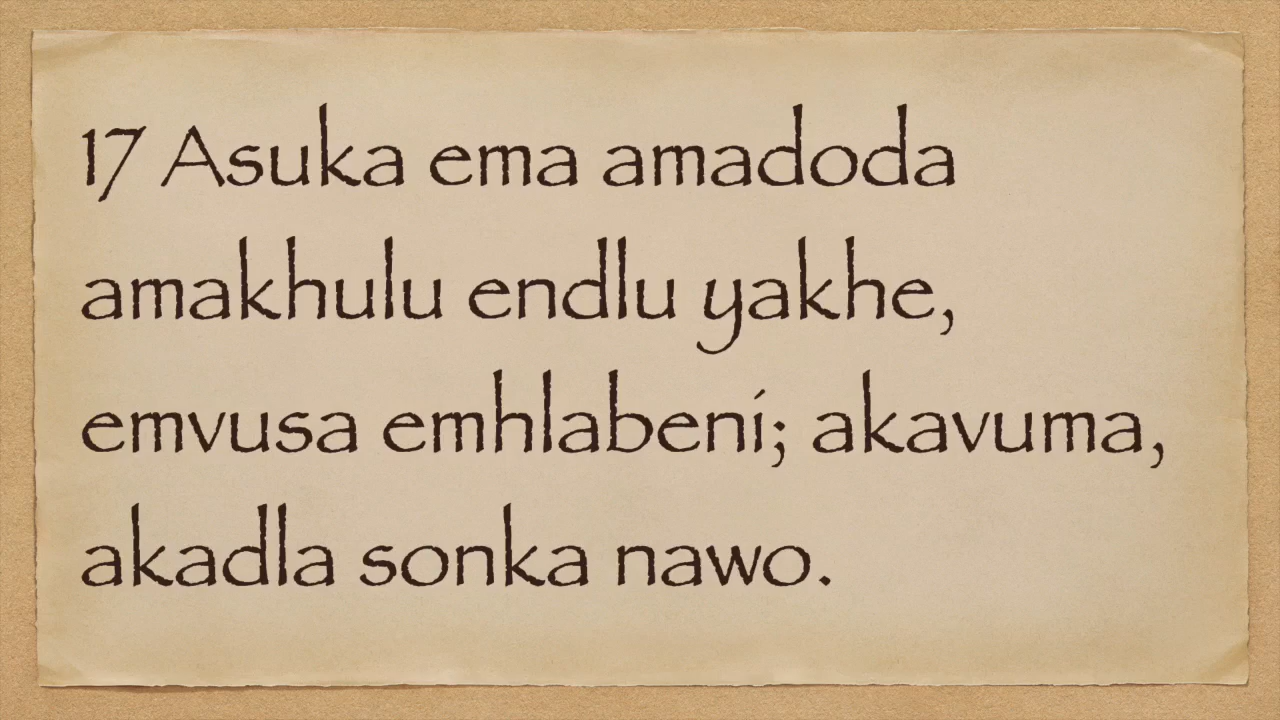 17 Asuka ema amadoda
amakhulu endlu yakhe,
emvusa emhlabeni; akavuma,
akadla sonka nawo.